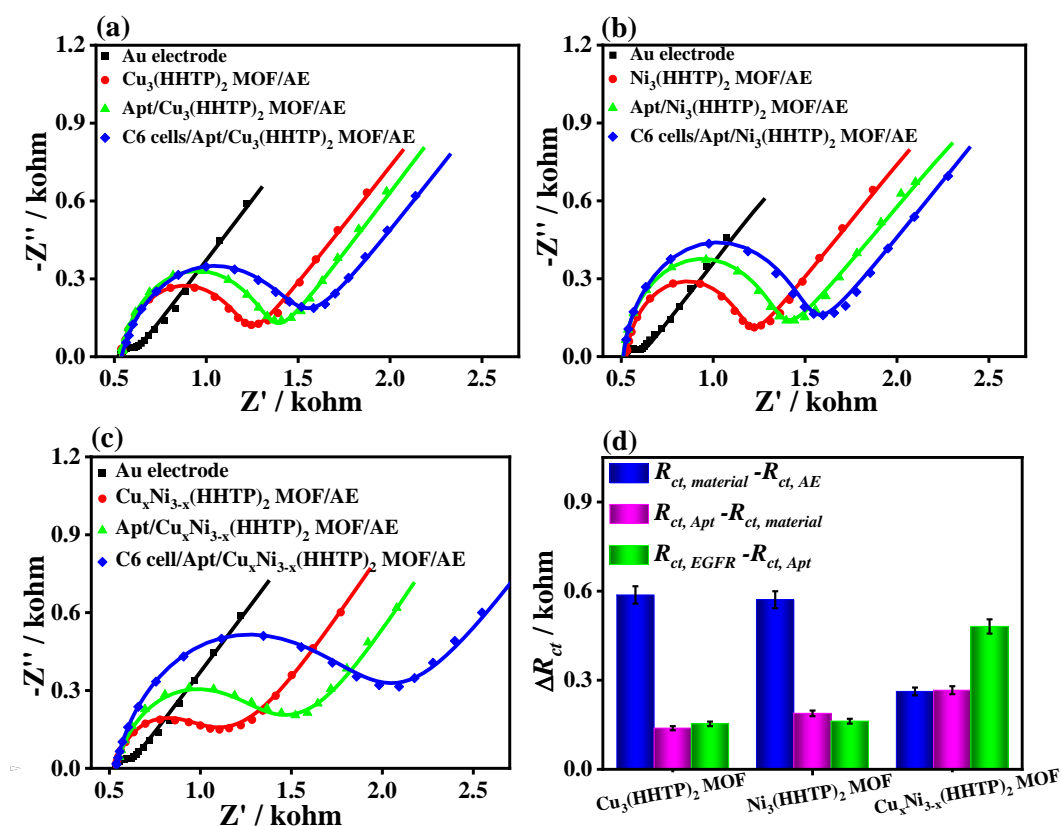 (a)
1.2
0.9
0.6
0.3
0.0
-Z'' / kohm
Au electrode
Cu₃(HHTP)₂ MOF/AE
Apt/Cu₃(HHTP)₂ MOF/AE
C6 cells/Apt/Cu₃(HHTP)₂ MOF/AE
0.5 1.0 1.5 2.0 2.5
Z' / kohm
(b)
1.2
0.9
0.6
0.3
0.0
-Z'' / kohm
Au electrode
Ni₃(HHTP)₂ MOF/AE
Apt/Ni₃(HHTP)₂ MOF/AE
C6 cells/Apt/Ni₃(HHTP)₂ MOF/AE
0.5 1.0 1.5 2.0 2.5
Z' / kohm
(c)
1.2
0.9
0.6
0.3
0.0
-Z'' / kohm
Au electrode
CuₓNi₃₋ₓ(HHTP)₂ MOF/AE
Apt/CuₓNi₃₋ₓ(HHTP)₂ MOF/AE
C6 cell/Apt/CuₓNi₃₋ₓ(HHTP)₂ MOF/AE
0.5 1.0 1.5 2.0 2.5
Z' / kohm
(d)
0.9
0.6
0.3
0.0
ΔR_ct / kohm
R_ct, material -R_ct, AE
R_ct, Apt -R_ct, material
R_ct, EGFR -R_ct, Apt
Cu₃(HHTP)₂ MOF
Ni₃(HHTP)₂ MOF
CuₓNi₃₋ₓ(HHTP)₂ MOF